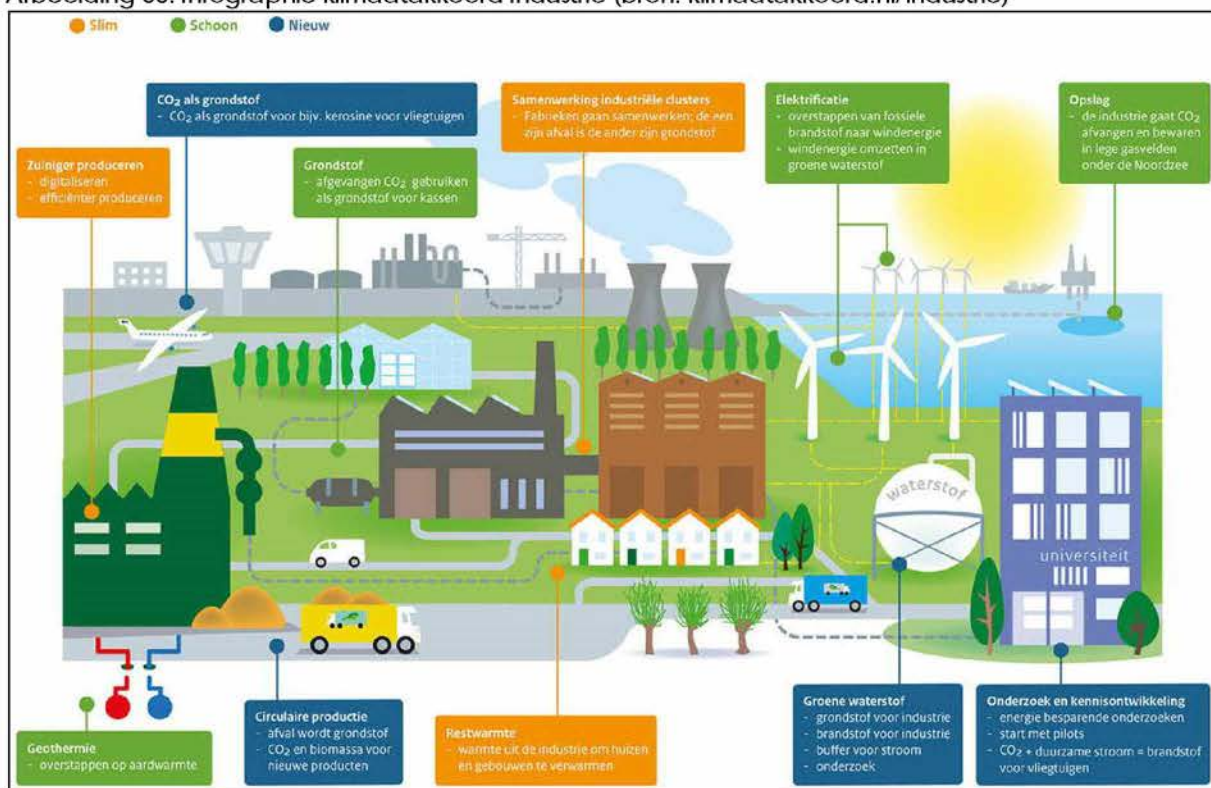 Slim
Schoon
Nieuw
CO₂ als grondstof
- CO₂ als grondstof voor bijv. kerosine voor vliegtuigen
Samenwerking industriële clusters
- Fabrieken gaan samenwerken; de een
zijn afval is de ander zijn grondstof
Elektrificatie
- overstappen van fossiele
brandstof naar windenergie
- windenergie omzetten in
groene waterstof
Opslag
- de industrie gaat CO₂
afvangen en bewaren
in lege gasvelden
onder de Noordzee
Zuiniger produceren
- digitaliseren
- efficiënter produceren
Grondstof
- afgevangen CO₂ gebruiken
als grondstof voor kassen
waterstof
universiteit
Geothermie
- overstappen op aardwarmte
Circulaire productie
- afval wordt grondstof
- CO₂ en biomassa voor
nieuwe producten
Restwarmte
- warmte uit de industrie om huizen
en gebouwen te verwarmen
Groene waterstof
- grondstof voor industrie
- brandstof voor industrie
- buffer voor stroom
- onderzoek
Onderzoek en kennisontwikkeling
- energie besparende onderzoeken
- start met pilots
- CO₂ + duurzame stroom = brandstof
voor vliegtuigen